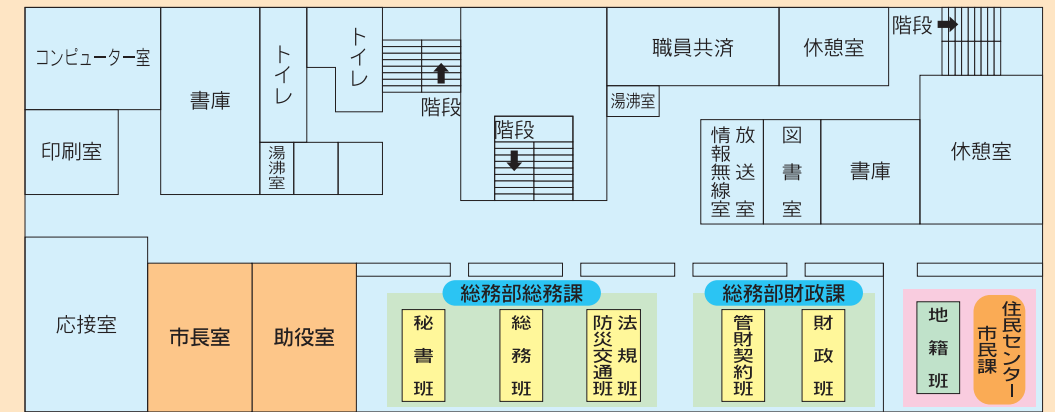 コンピューター室
書庫
トイレ
トイレ
階段
職員共済
休憩室
階段
湯沸室
印刷室
湯沸室
階段
放送室
情報無線室
図書室
書庫
休憩室
応接室
市長室
助役室
総務部総務課
秘書班
総務班
法規班
防災交通班
総務部財政課
管財契約班
財政班
地籍班
住民センター
市民課